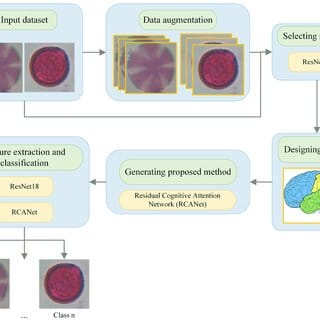 Input dataset
Data augmentation
Selecting
ResNe
Designing
Generating proposed method
Residual Cognitive Attention
Network (RCANet)
ure extraction and
classification
ResNet18
RCANet
...
Class n